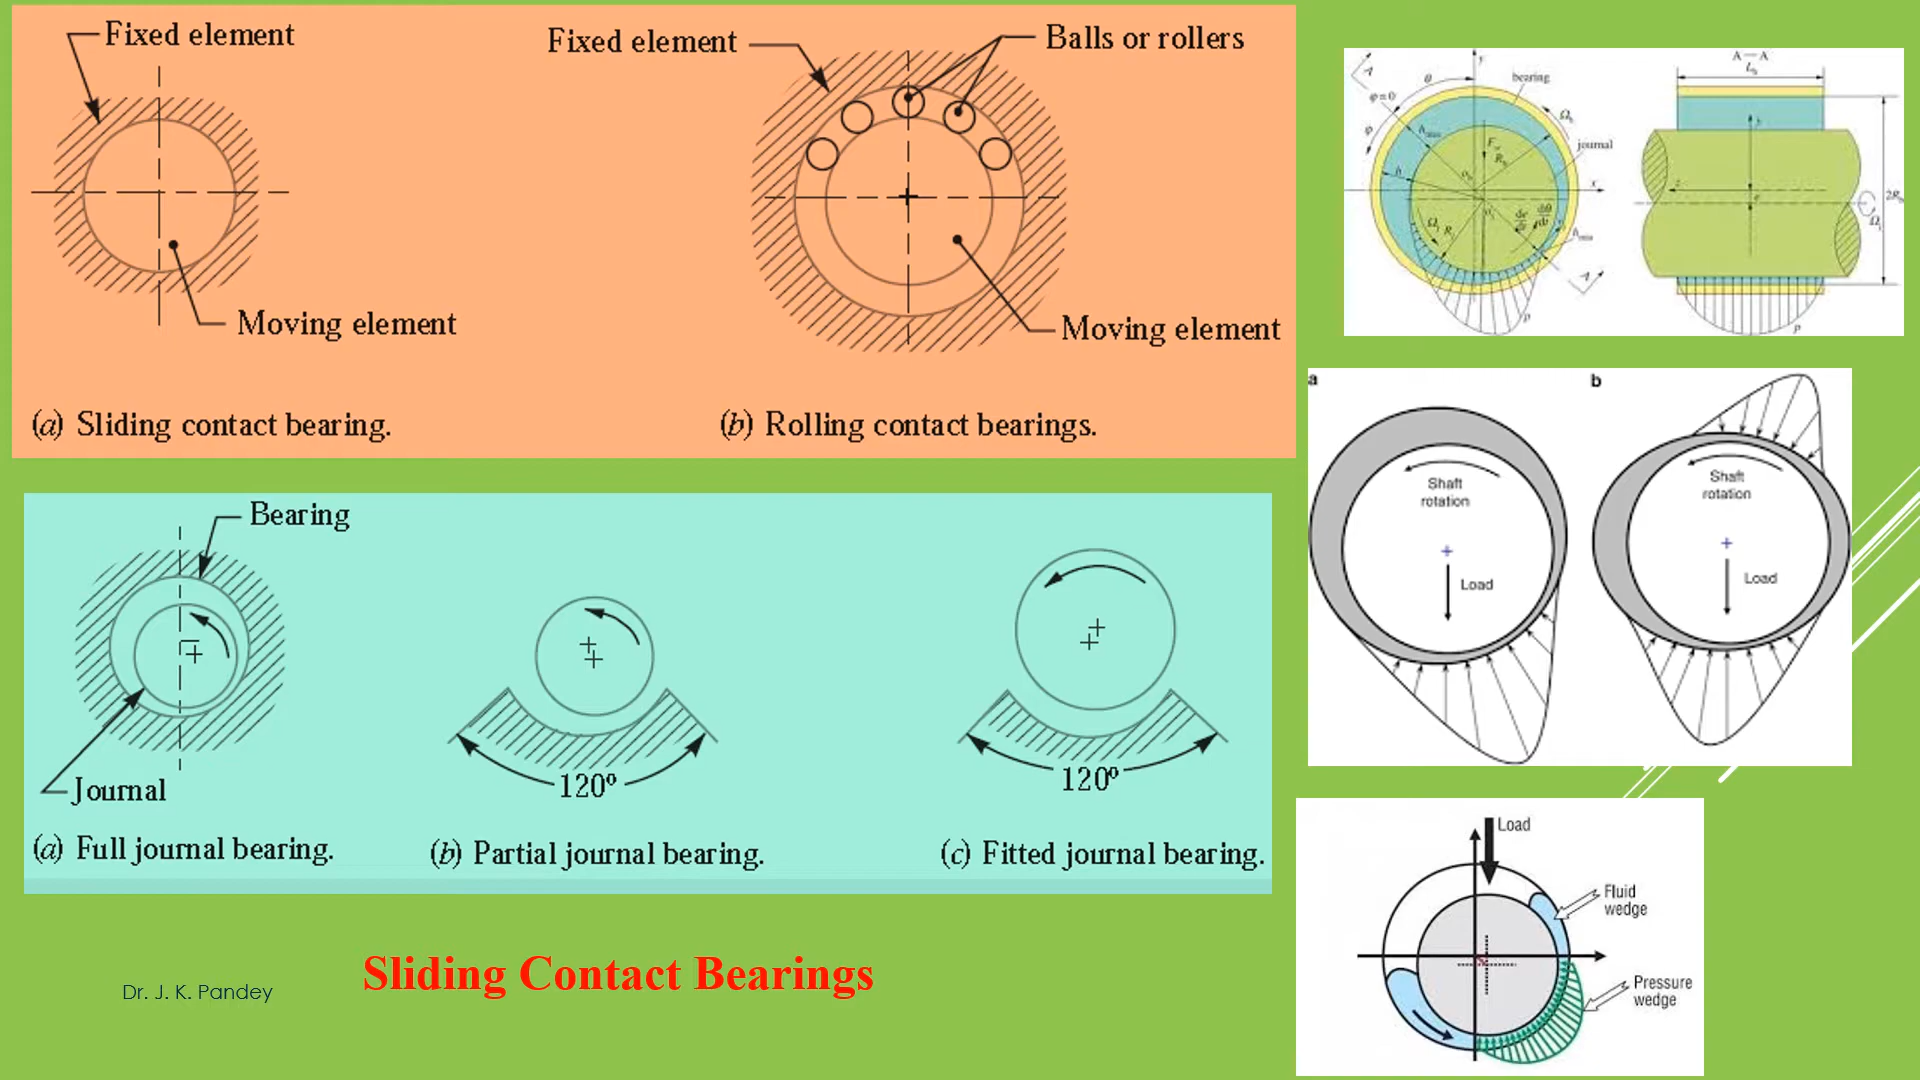 Fixed element
Moving element
(a) Sliding contact bearing.
Fixed element
Balls or rollers
Moving element
(b) Rolling contact bearings.
Bearing
Journal
(a) Full journal bearing.
120º
(b) Partial journal bearing.
120º
(c) Fitted journal bearing.
Sliding Contact Bearings
Dr. J. K. Pandey
bearing
journal
A — A
a
Shaft
rotation
Load
b
Shaft
rotation
Load
Load
Fluid
wedge
Pressure
wedge